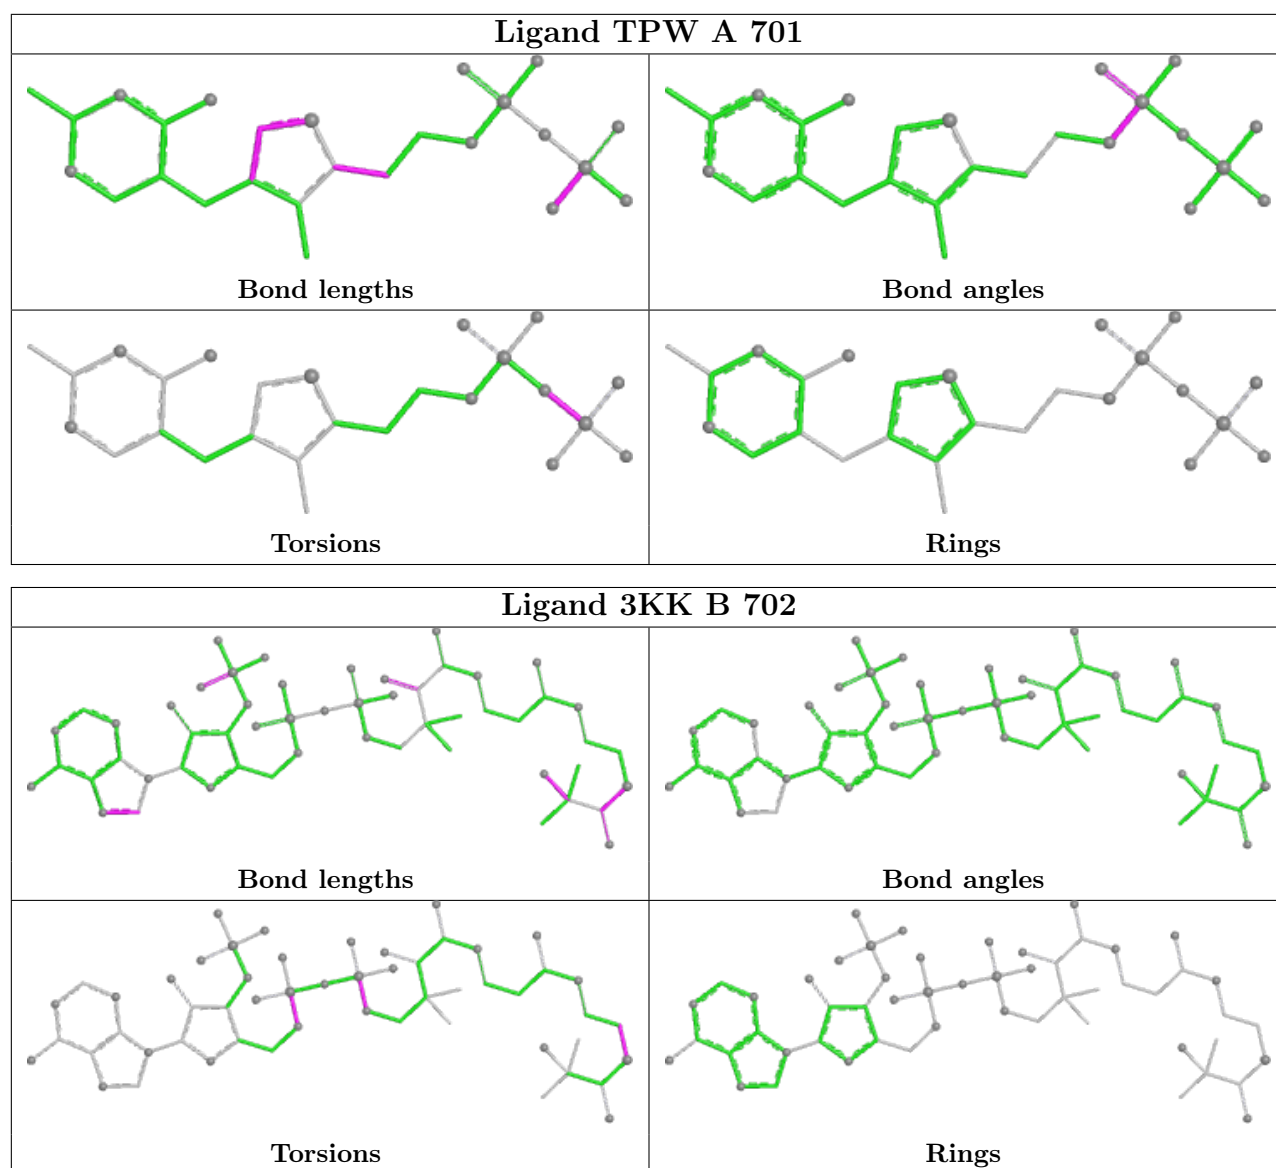 Ligand TPW A 701
Bond lengths
Bond angles
Torsions
Rings
Ligand 3KK B 702
Bond lengths
Bond angles
Torsions
Rings